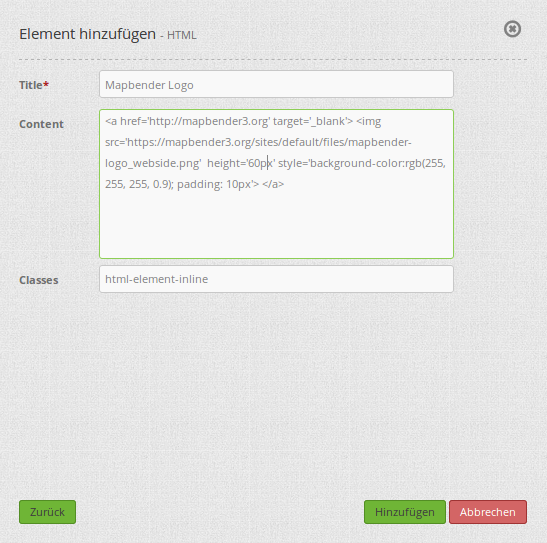 Element hinzufügen - HTML
Title* Mapbender Logo
Content
<a href='http://mapbender3.org' target='_blank'> <img
src='https://mapbender3.org/sites/default/files/mapbender-
logo_webside.png'  height='60px' style='background-color:rgb(255,
255, 255, 0.9); padding: 10px'> </a>
Classes html-element-inline
Zurück Hinzufügen Abbrechen